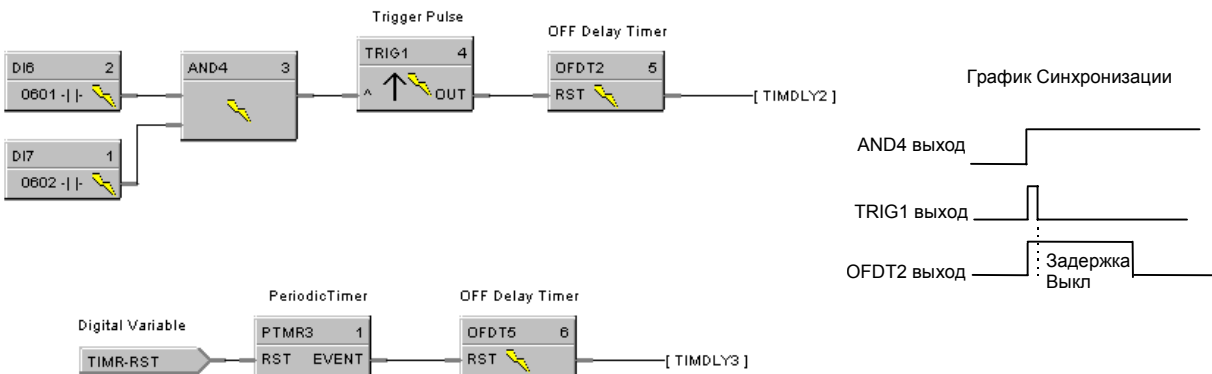 Trigger Pulse
OFF Delay Timer
DI6 2
0601 -| |-
AND4 3
TRIG1 4
^ OUT
OFDT2 5
RST
[ TIMDLY2 ]
DI7 1
0602 -| |-
График Синхронизации
AND4 выход
TRIG1 выход
OFDT2 выход
Задержка
Выкл
PeriodicTimer
OFF Delay Timer
Digital Variable
TIMR-RST
PTMR3 1
RST EVENT
OFDT5 6
RST
[ TIMDLY3 ]